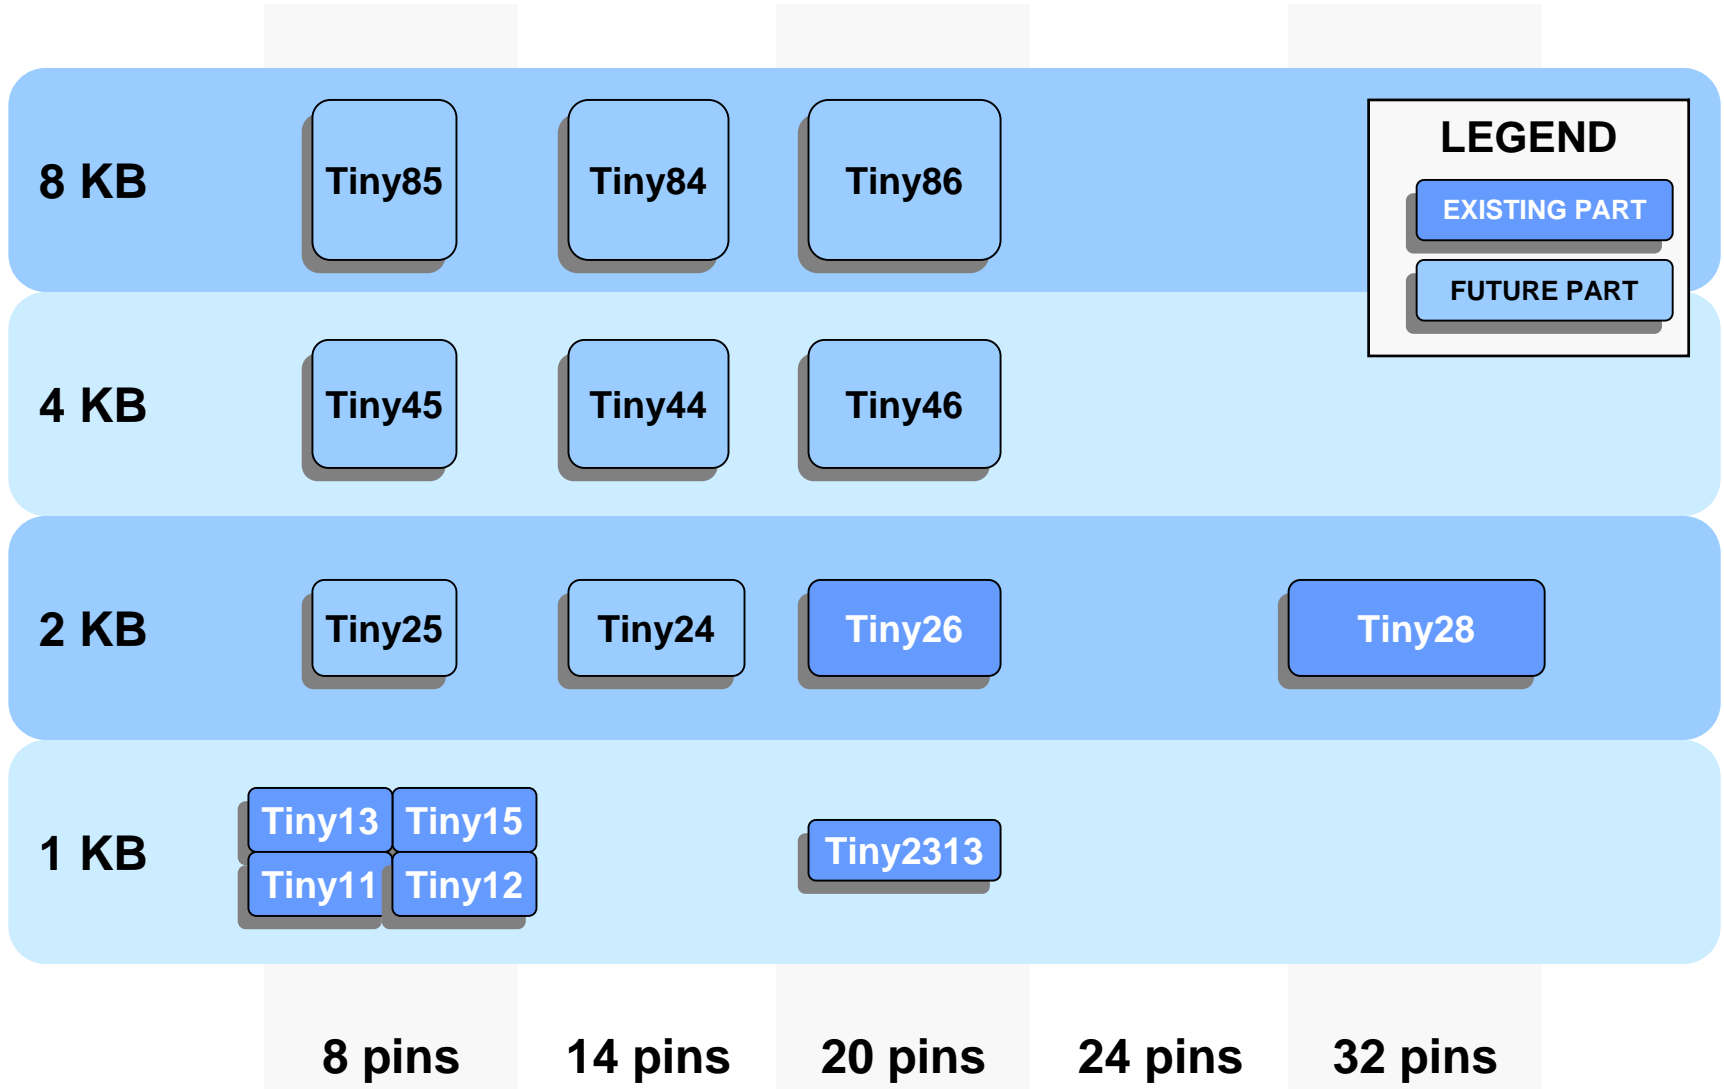 LEGEND
EXISTING PART
FUTURE PART
8 KB
Tiny85
Tiny84
Tiny86
4 KB
Tiny45
Tiny44
Tiny46
2 KB
Tiny25
Tiny24
Tiny26
Tiny28
1 KB
Tiny13
Tiny15
Tiny11
Tiny12
Tiny2313
8 pins
14 pins
20 pins
24 pins
32 pins